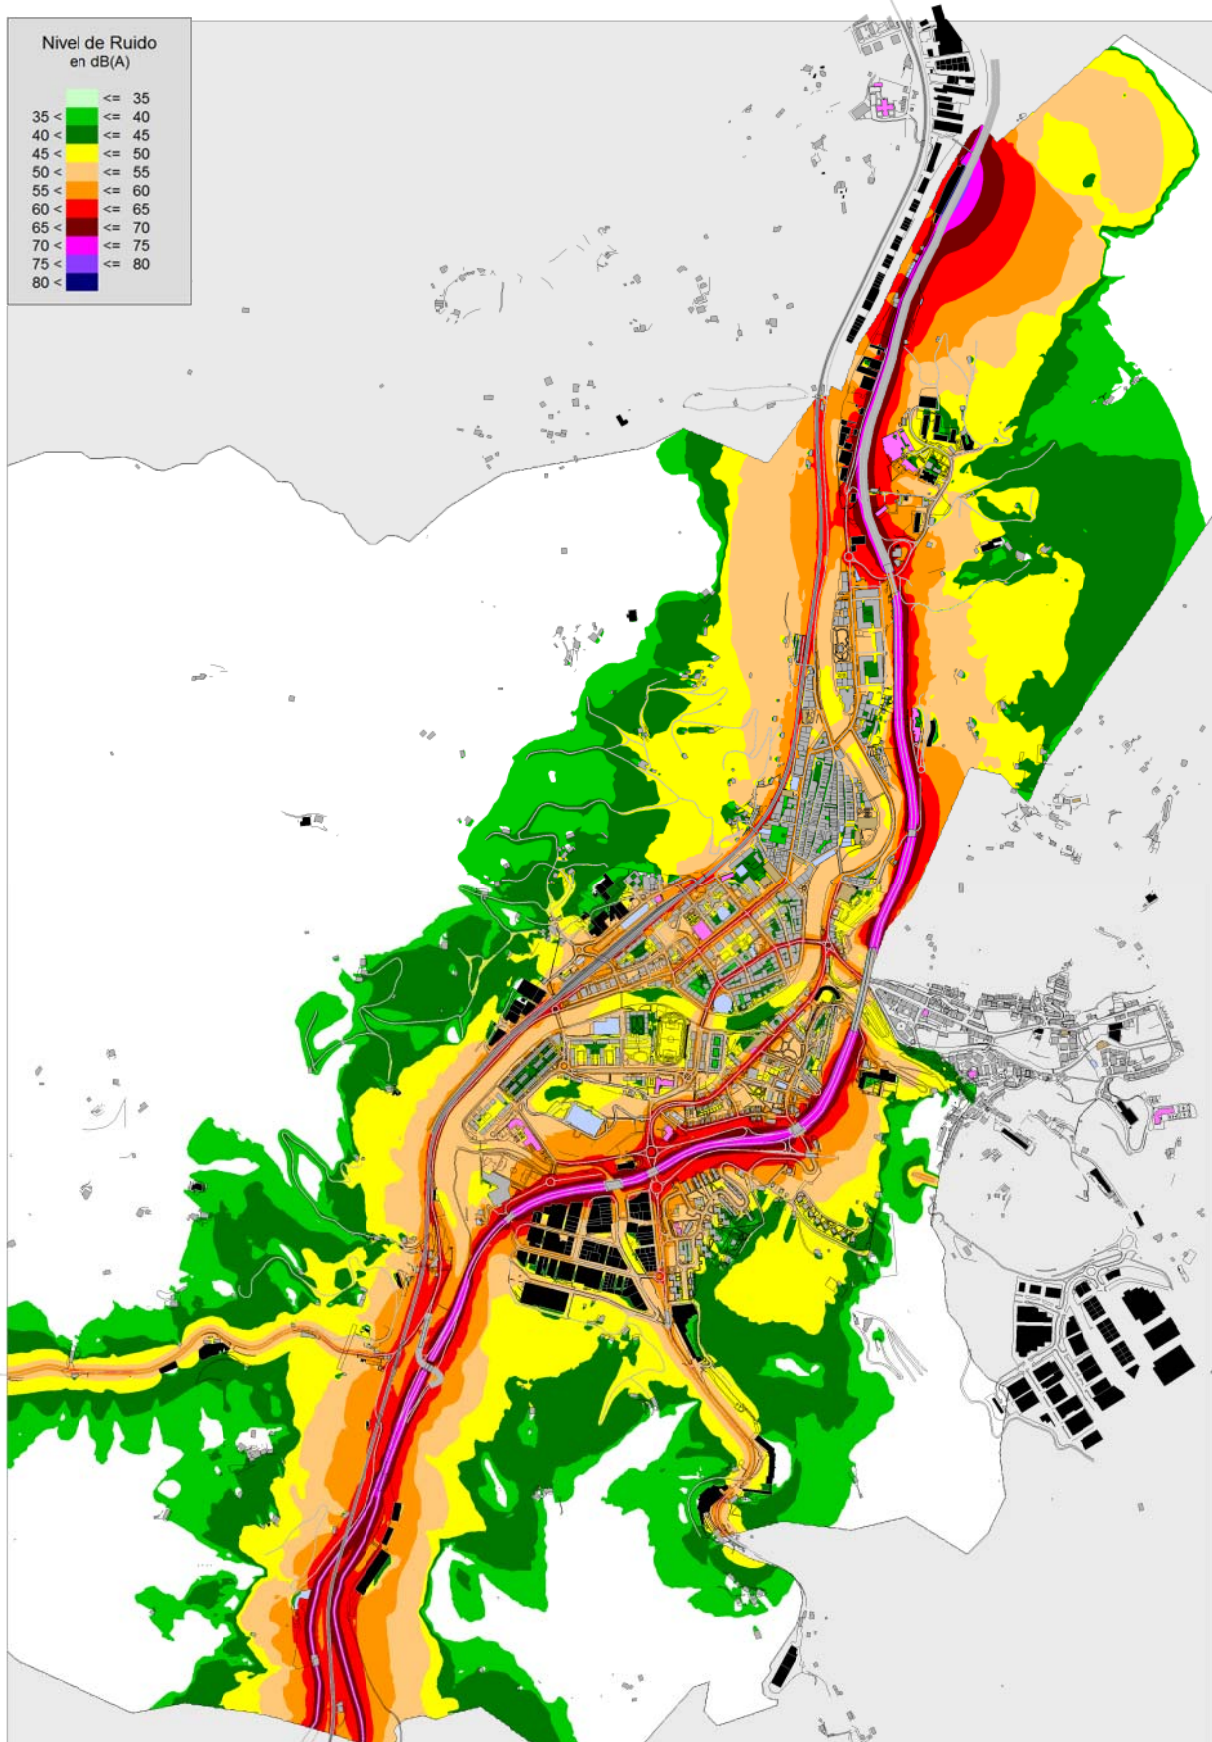 Nivel de Ruido
en dB(A)
<= 35
35 < <= 40
40 < <= 45
45 < <= 50
50 < <= 55
55 < <= 60
60 < <= 65
65 < <= 70
70 < <= 75
75 < <= 80
80 <